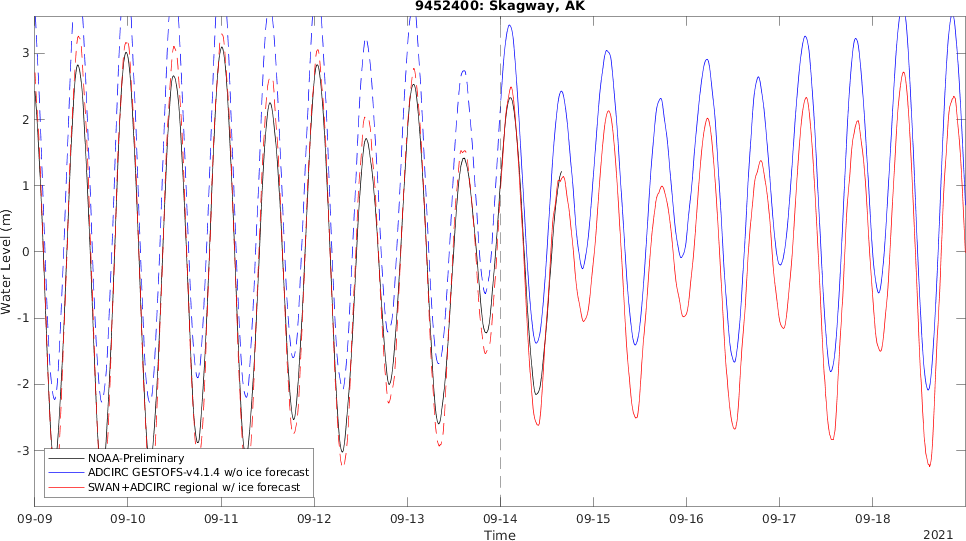 9452400: Skagway, AK
Water Level (m)
3
2
1
0
-1
-2
-3
NOAA-Preliminary
ADCIRC GESTOFS-v4.1.4 w/o ice forecast
SWAN+ADCIRC regional w/ ice forecast
09-09 09-10 09-11 09-12 09-13 09-14 09-15 09-16 09-17 09-18
Time
2021